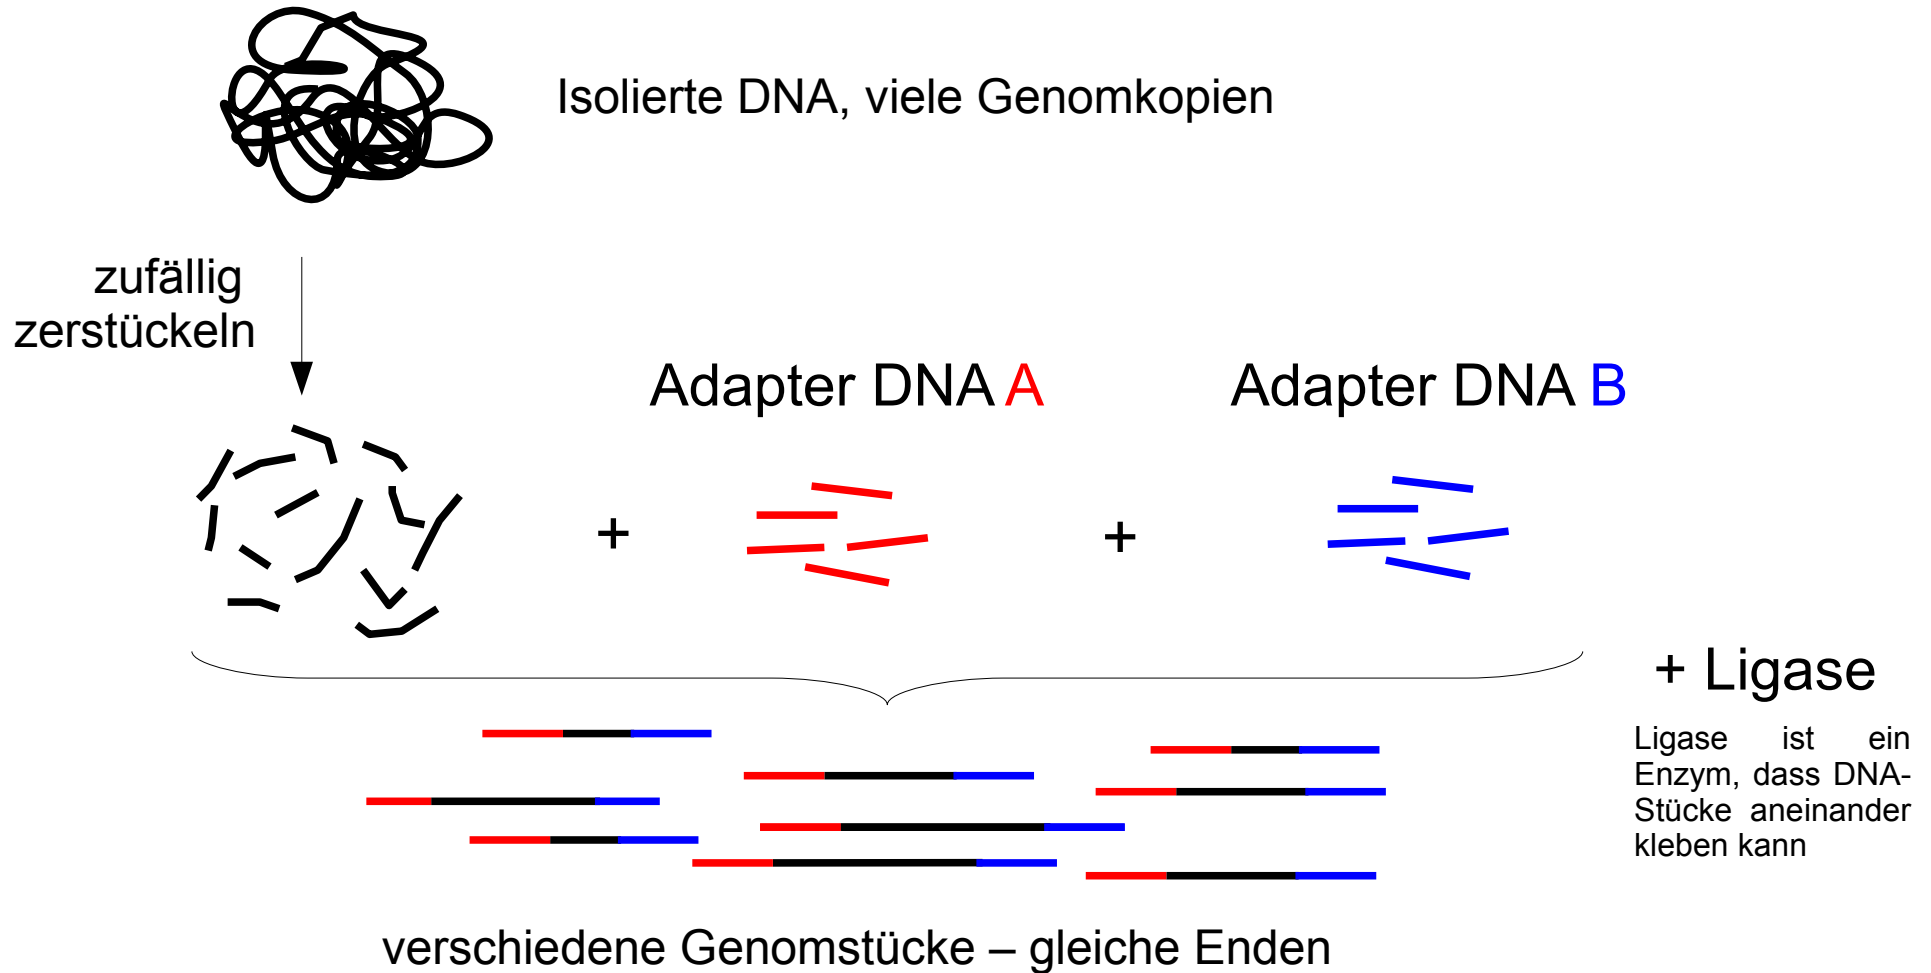 Isolierte DNA, viele Genomkopien
zufällig
zerstückeln
Adapter DNA A
Adapter DNA B
+
+
+ Ligase
Ligase ist ein
Enzym, dass DNA-
Stücke aneinander
kleben kann
verschiedene Genomstücke – gleiche Enden